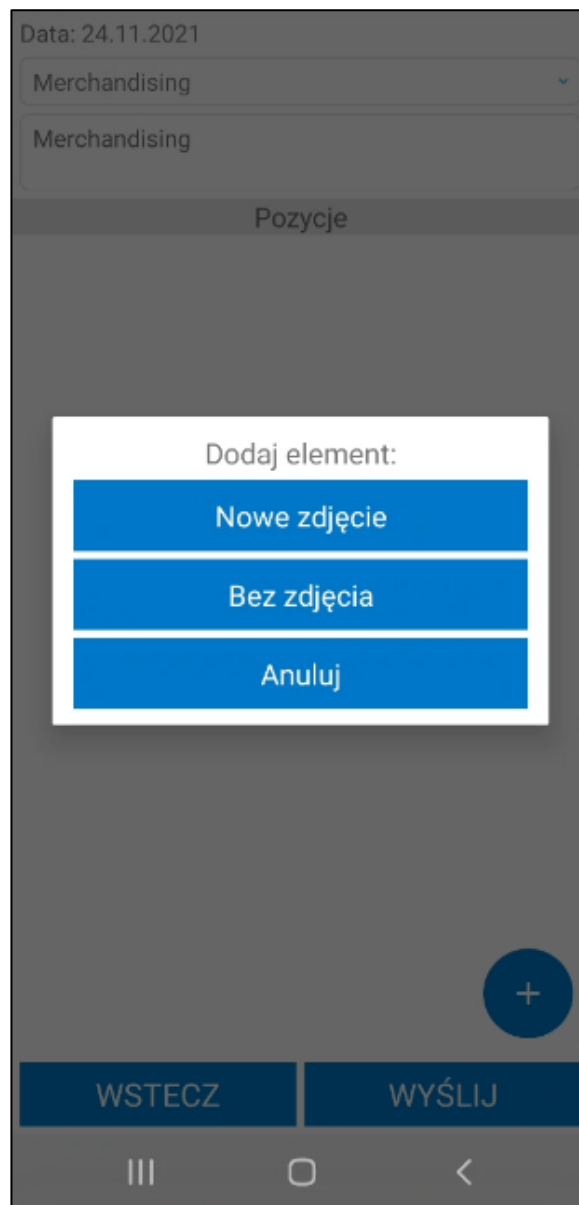 Data: 24.11.2021
Merchandising
Merchandising
Pozycje
Dodaj element:
Nowe zdjęcie
Bez zdjęcia
Anuluj
+
WSTECZ WYŚLIJ